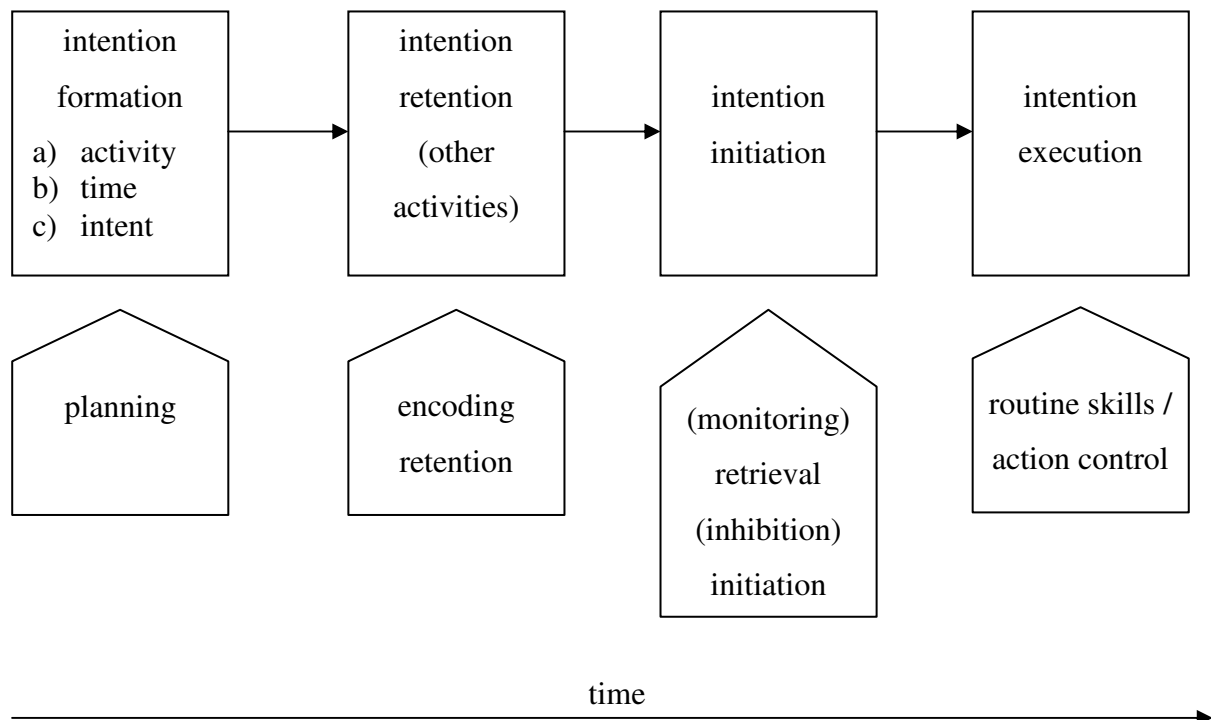 intention
formation
a) activity
b) time
c) intent
intention
retention
(other
activities)
intention
initiation
intention
execution
planning
encoding
retention
(monitoring)
retrieval
(inhibition)
initiation
routine skills /
action control
time